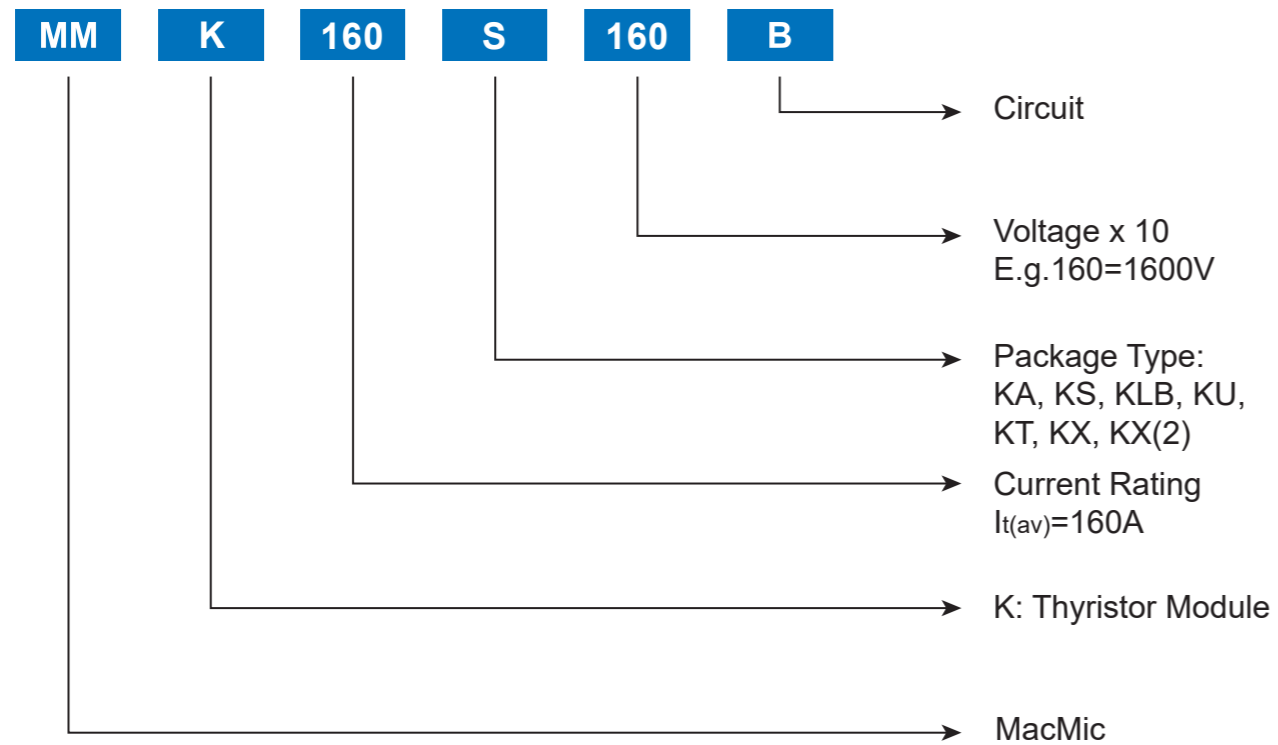 MM K 160 S 160 B
Circuit
Voltage x 10
E.g.160=1600V
Package Type:
KA, KS, KLB, KU,
KT, KX, KX(2)
Current Rating
It(av)=160A
K: Thyristor Module
MacMic